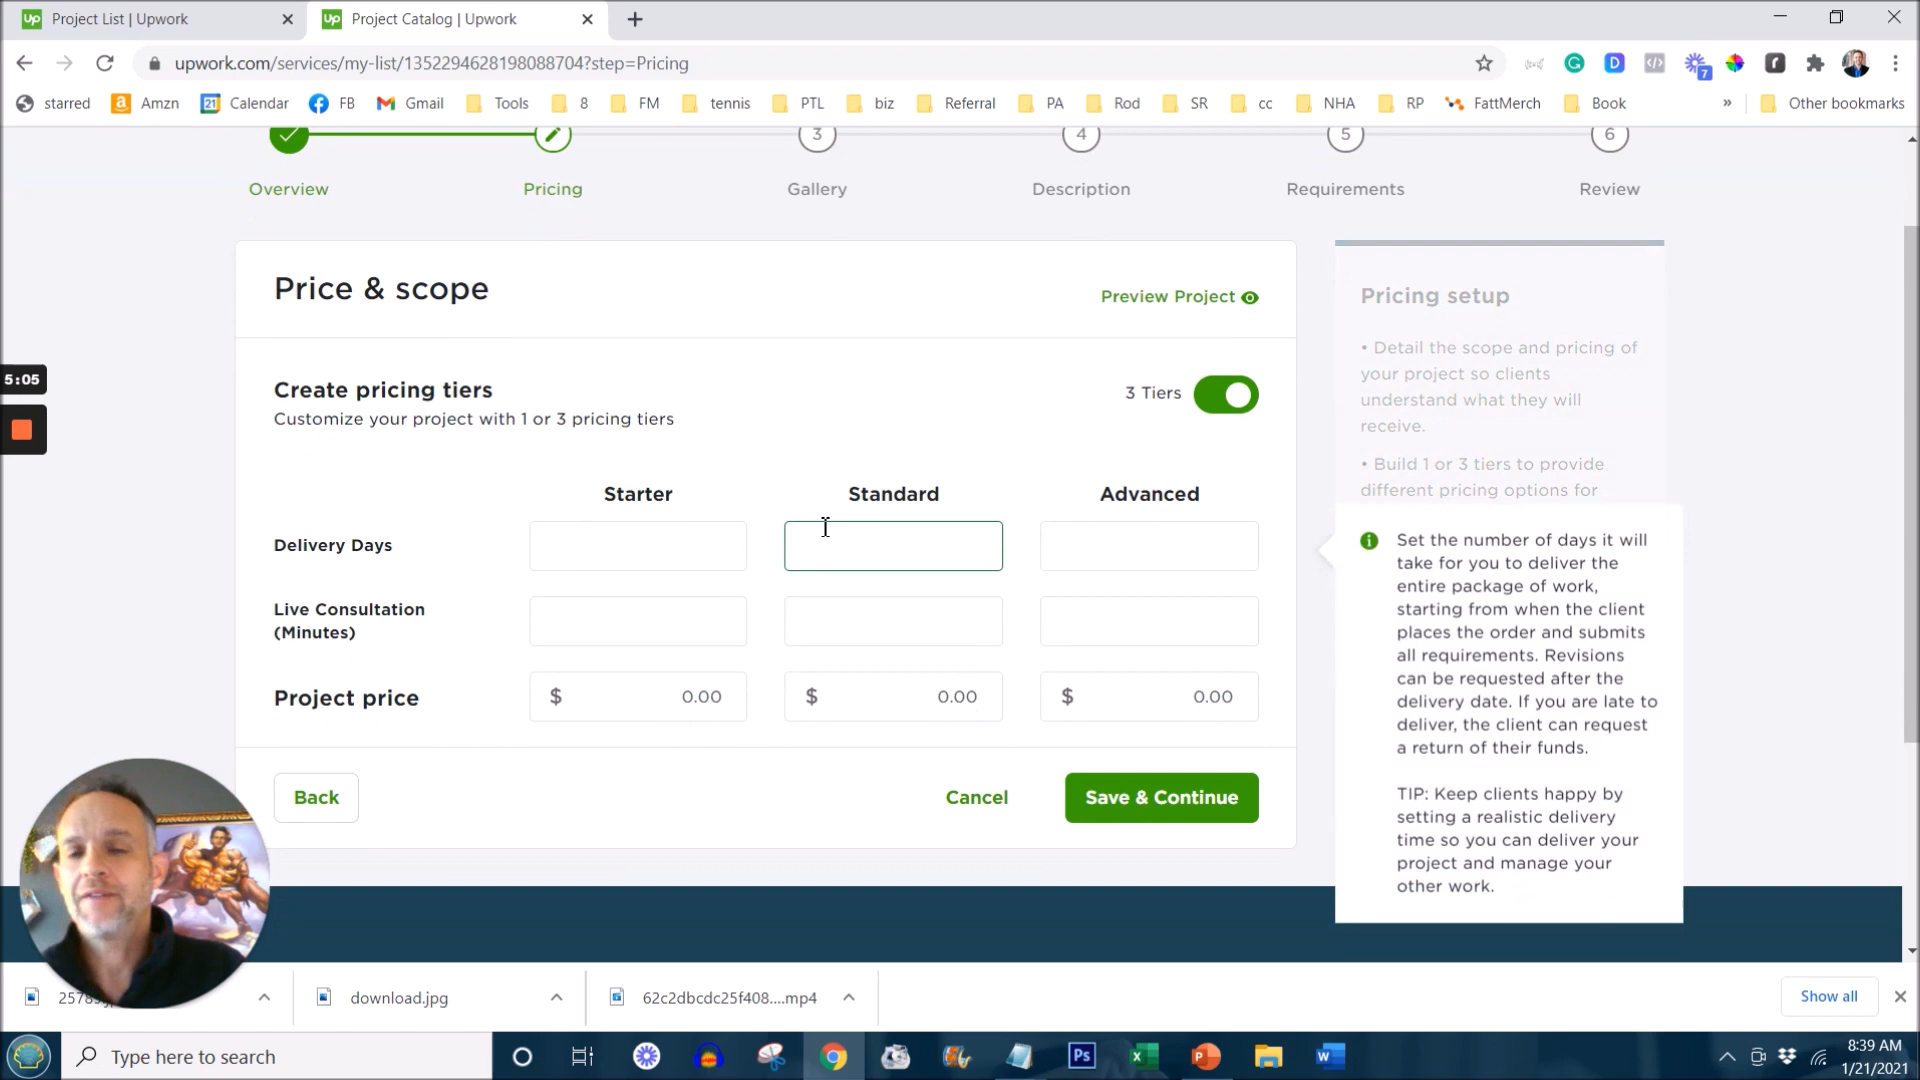 Project List | Upwork
Project Catalog | Upwork
upwork.com/services/my-list/1352294628198088704?step=Pricing
starred
Amzn
Calendar
FB
Gmail
Tools
8
FM
tennis
PTL
biz
Referral
PA
Rod
SR
cc
NHA
RP
FattMerch
Book
»
Other bookmarks
3
4
5
6
Overview
Pricing
Gallery
Description
Requirements
Review
Price & scope
Preview Project
Create pricing tiers
Customize your project with 1 or 3 pricing tiers
3 Tiers
Starter
Standard
Advanced
Delivery Days
Live Consultation
(Minutes)
Project price
$ 0.00
$ 0.00
$ 0.00
Back
Cancel
Save & Continue
Pricing setup
• Detail the scope and pricing of
your project so clients
understand what they will
receive.
• Build 1 or 3 tiers to provide
different pricing options for
Set the number of days it will
take for you to deliver the
entire package of work,
starting from when the client
places the order and submits
all requirements. Revisions
can be requested after the
delivery date. If you are late to
deliver, the client can request
a return of their funds.
TIP: Keep clients happy by
setting a realistic delivery
time so you can deliver your
project and manage your
other work.
5:05
download.jpg
62c2dbcdc25f408....mp4
Show all
Type here to search
8:39 AM
1/21/2021